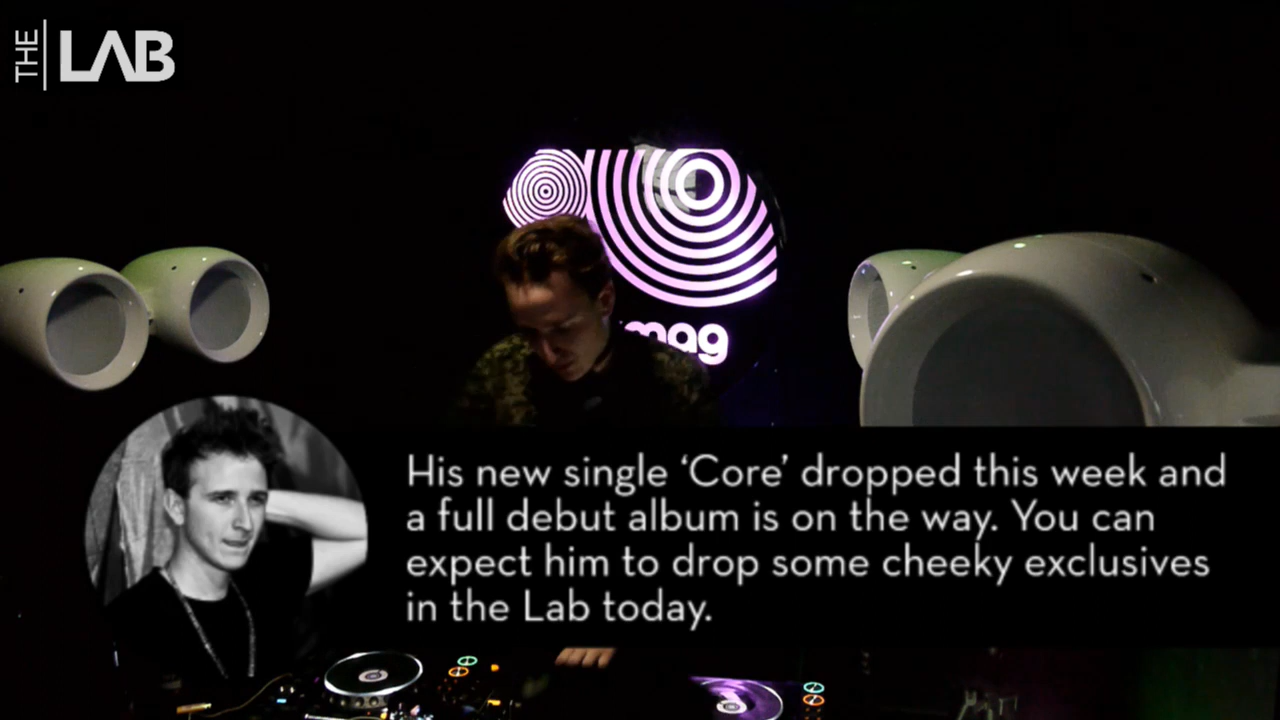 THE LAB
mag
His new single ‘Core’ dropped this week and
a full debut album is on the way. You can
expect him to drop some cheeky exclusives
in the Lab today.